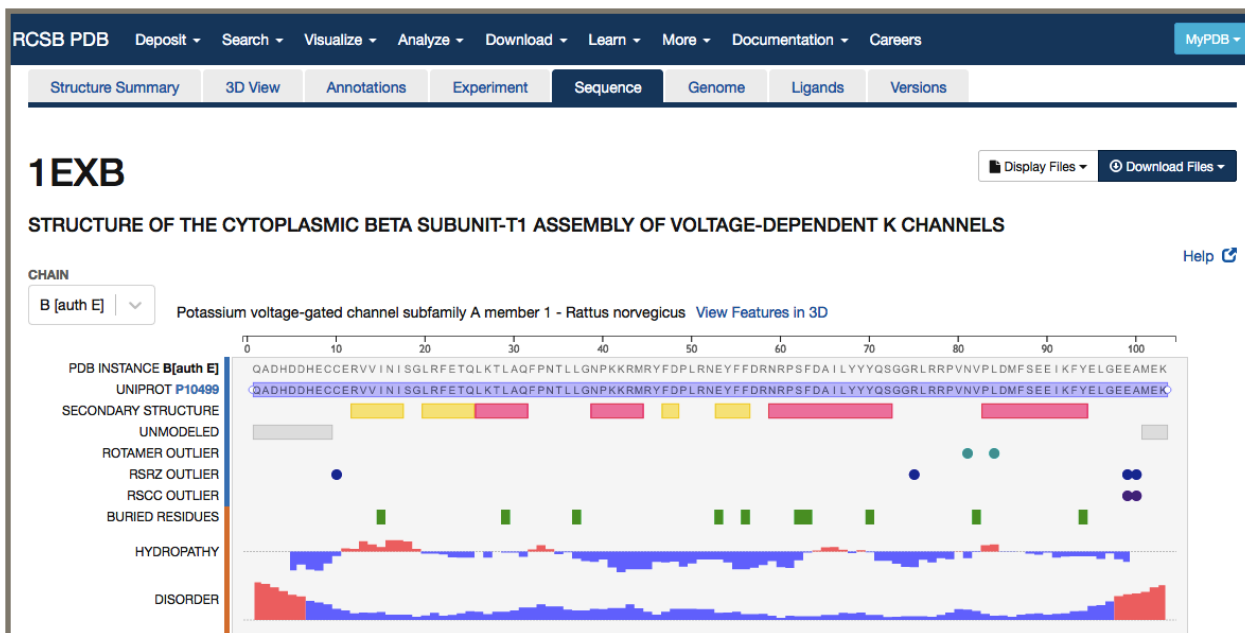 RCSB PDB Deposit Search Visualize Analyze Download Learn More Documentation Careers MyPDB
Structure Summary 3D View Annotations Experiment Sequence Genome Ligands Versions
1EXB
Display Files Download Files
STRUCTURE OF THE CYTOPLASMIC BETA SUBUNIT-T1 ASSEMBLY OF VOLTAGE-DEPENDENT K CHANNELS
Help
CHAIN
B [auth E]
Potassium voltage-gated channel subfamily A member 1 - Rattus norvegicus View Features in 3D
0 10 20 30 40 50 60 70 80 90 100
PDB INSTANCE B[auth E] QADHDDHECCERVVINISGLRFETQLKTLAQFPNTLLGNPKKRMRYFDPLRNEYFFDRNRPSFDAILYYYQSGGRLRRPVNVPLDMFSEEIKFYELGEEAMEK
UNIPROT P10499 QADHDDHECCERVVINISGLRFETQLKTLAQFPNTLLGNPKKRMRYFDPLRNEYFFDRNRPSFDAILYYYQSGGRLRRPVNVPLDMFSEEIKFYELGEEAMEK
SECONDARY STRUCTURE
UNMODELED
ROTAMER OUTLIER
RSRZ OUTLIER
RSCC OUTLIER
BURIED RESIDUES
HYDROPATHY
DISORDER